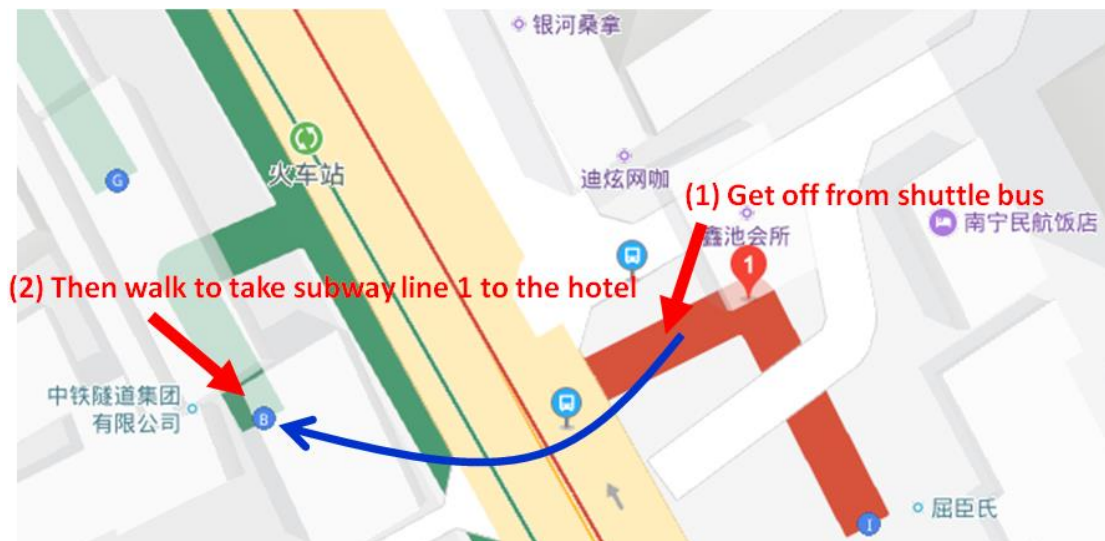 银河桑拿
G
火车站
迪炫网咖
(1) Get off from shuttle bus
鑫池会所
南宁民航饭店
1
(2) Then walk to take subway line 1 to the hotel
中铁隧道集团
有限公司
B
屈臣氏
I